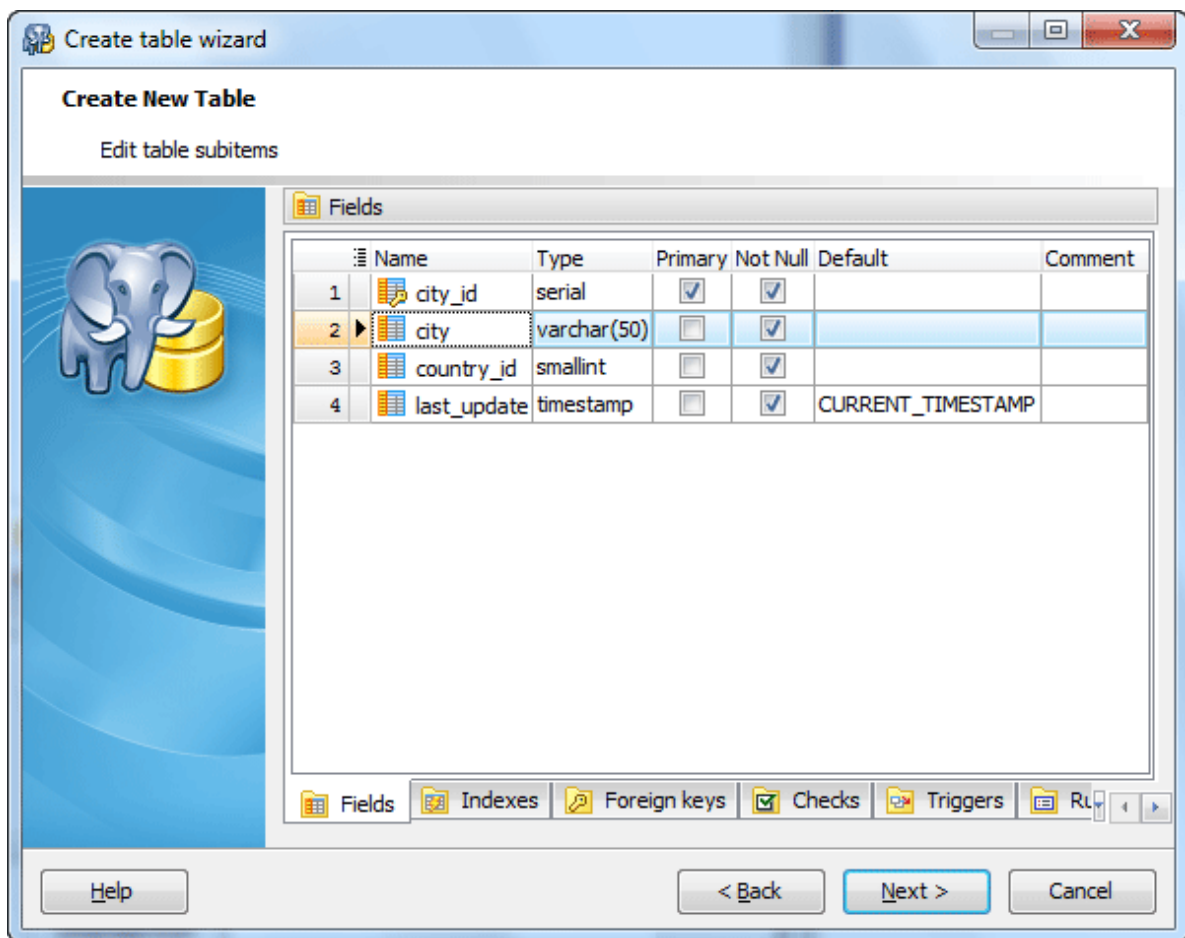 Create table wizard
Create New Table
Edit table subitems
Fields
Name Type Primary Not Null Default Comment
1 city_id serial
2 city varchar(50)
3 country_id smallint
4 last_update timestamp CURRENT_TIMESTAMP
Fields Indexes Foreign keys Checks Triggers
Help < Back Next > Cancel